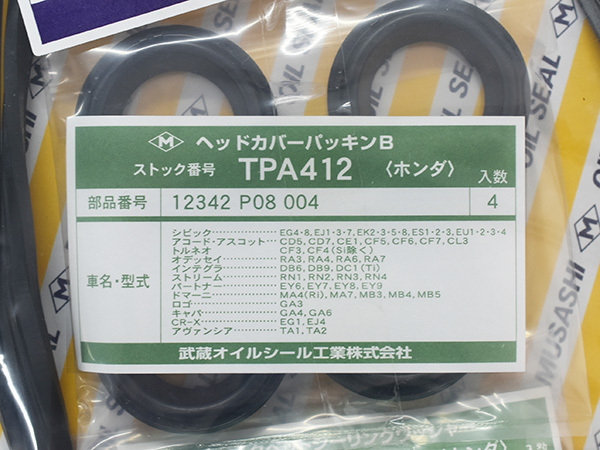 M ヘッドカバーパッキンB
ストック番号 TPA412 〈ホンダ〉 入数
部品番号 12342 P08 004 4
車名・型式
シビック EG4・8, EJ1・3・7, EK2・3・5・8, ES1・2・3, EU1・2・3・4
アコード・アスコット CD5, CD7, CE1, CF5, CF6, CF7, CL3
トルネオ CF3, CF4(Si除く)
オデッセイ RA3, RA4, RA6, RA7
インテグラ DB6, DB9, DC1(Ti)
ストリーム RN1, RN2, RN3, RN4
パートナー EY6, EY7, EY8, EY9
ドマーニ MA4(Ri), MA7, MB3, MB4, MB5
ロゴ GA3
キャパ GA4, GA6
CR-X EG1, EJ4
アヴァンシア TA1, TA2
武蔵オイルシール工業株式会社
OIL SEAL
OIL SEAL
MUSASHI
MUSASHI
M
M
入数